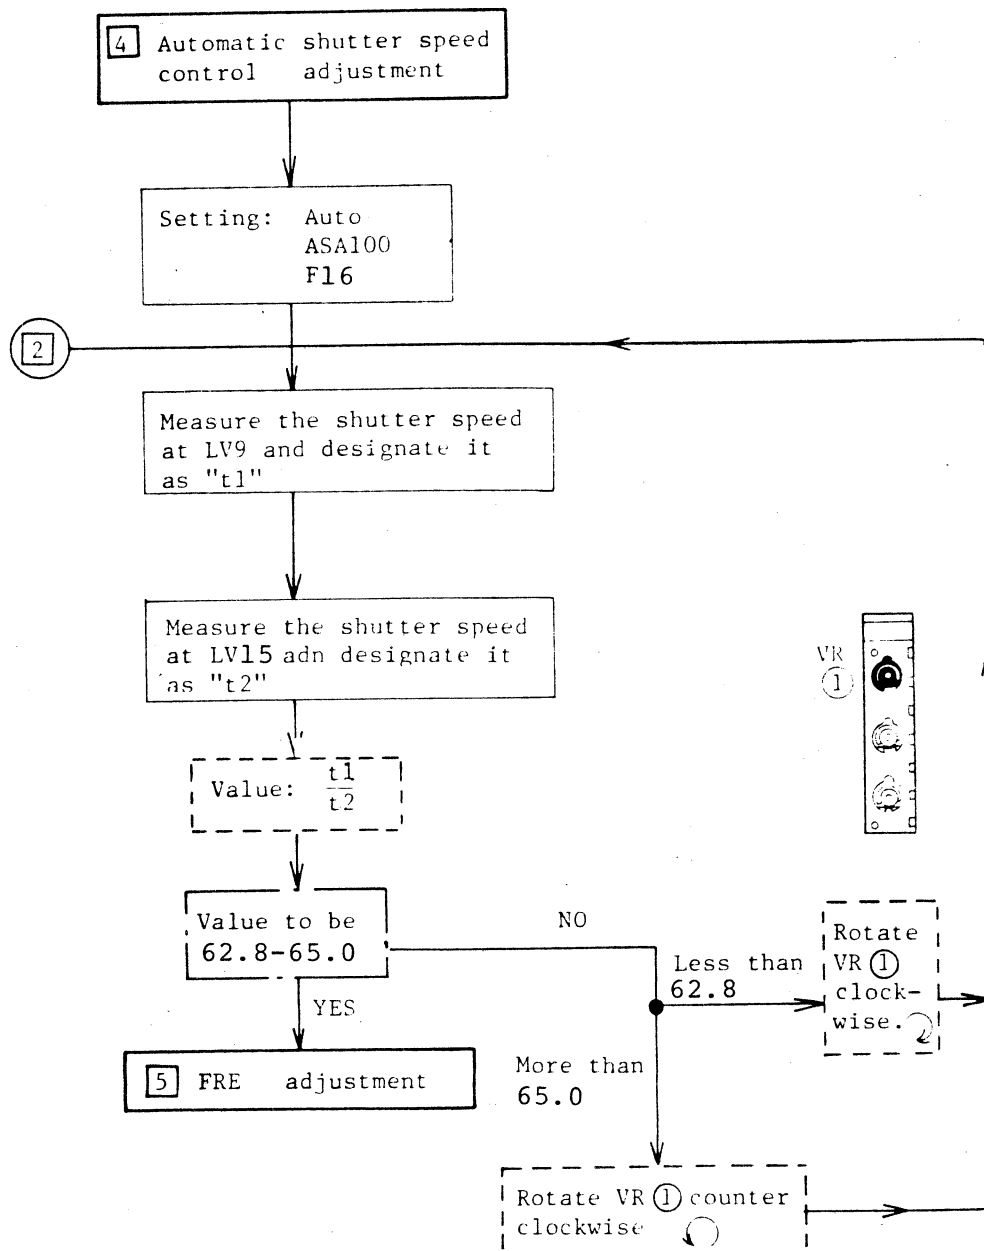 4 Automatic shutter speed
control adjustment
Setting: Auto
ASA100
F16
2
Measure the shutter speed
at LV9 and designate it
as "t1"
Measure the shutter speed
at LV15 adn designate it
as "t2"
VR
1
Value: t1
t2
Value to be
62.8-65.0
NO
YES
Less than
62.8
Rotate
VR 1
clock-
wise.
5 FRE adjustment
More than
65.0
Rotate VR 1 counter
clockwise